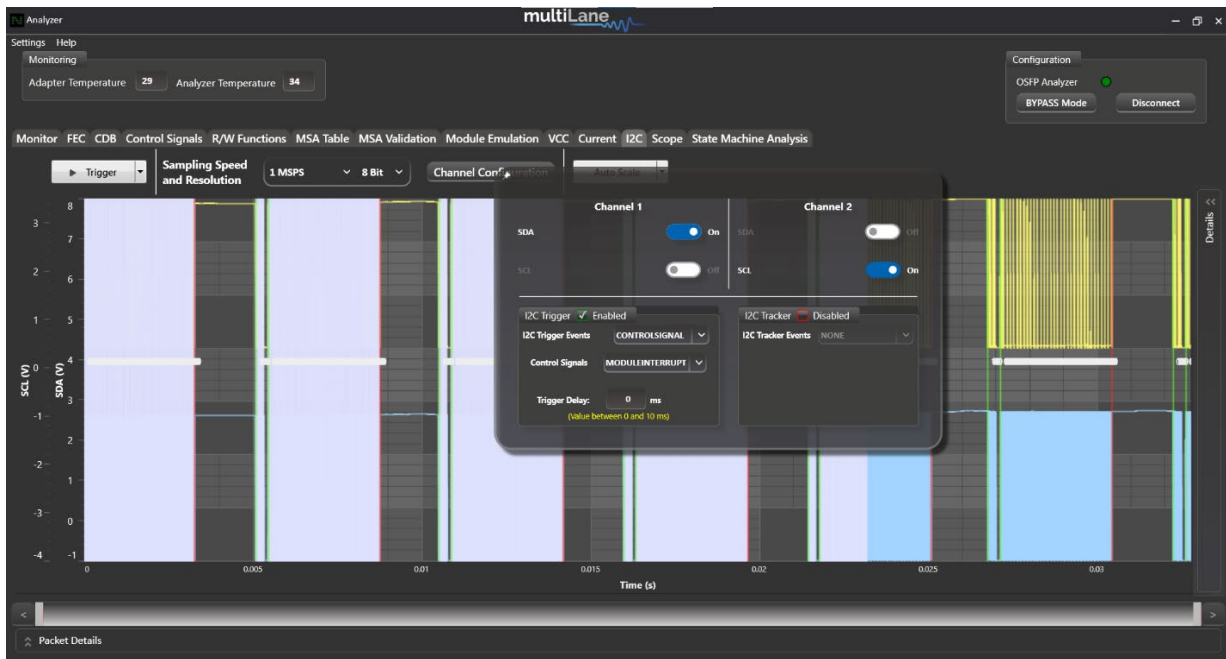 Analyzer
multiLane
Settings Help
Monitoring
Adapter Temperature 29 Analyzer Temperature 34
Configuration
OSFP Analyzer
BYPASS Mode Disconnect
Monitor FEC CDB Control Signals R/W Functions MSA Table MSA Validation Module Emulation VCC Current I2C Scope State Machine Analysis
Trigger
Sampling Speed
and Resolution
1 MSPS 8 Bit
Channel Configuration
Auto Scale
Channel 1 Channel 2
SDA On SDA Off
SCL Off SCL On
I2C Trigger Enabled I2C Tracker Disabled
I2C Trigger Events CONTROLSIGNAL I2C Tracker Events NONE
Control Signals MODULEINTERRUPT
Trigger Delay: 0 ms
(Value between 0 and 10 ms)
<< Details
SCL (V)
3
2
1
0
-1
-2
-3
-4
SDA (V)
8
7
6
5
4
3
2
1
0
-1
0 0.005 0.01 0.015 0.02 0.025 0.03
Time (s)
< >
Packet Details